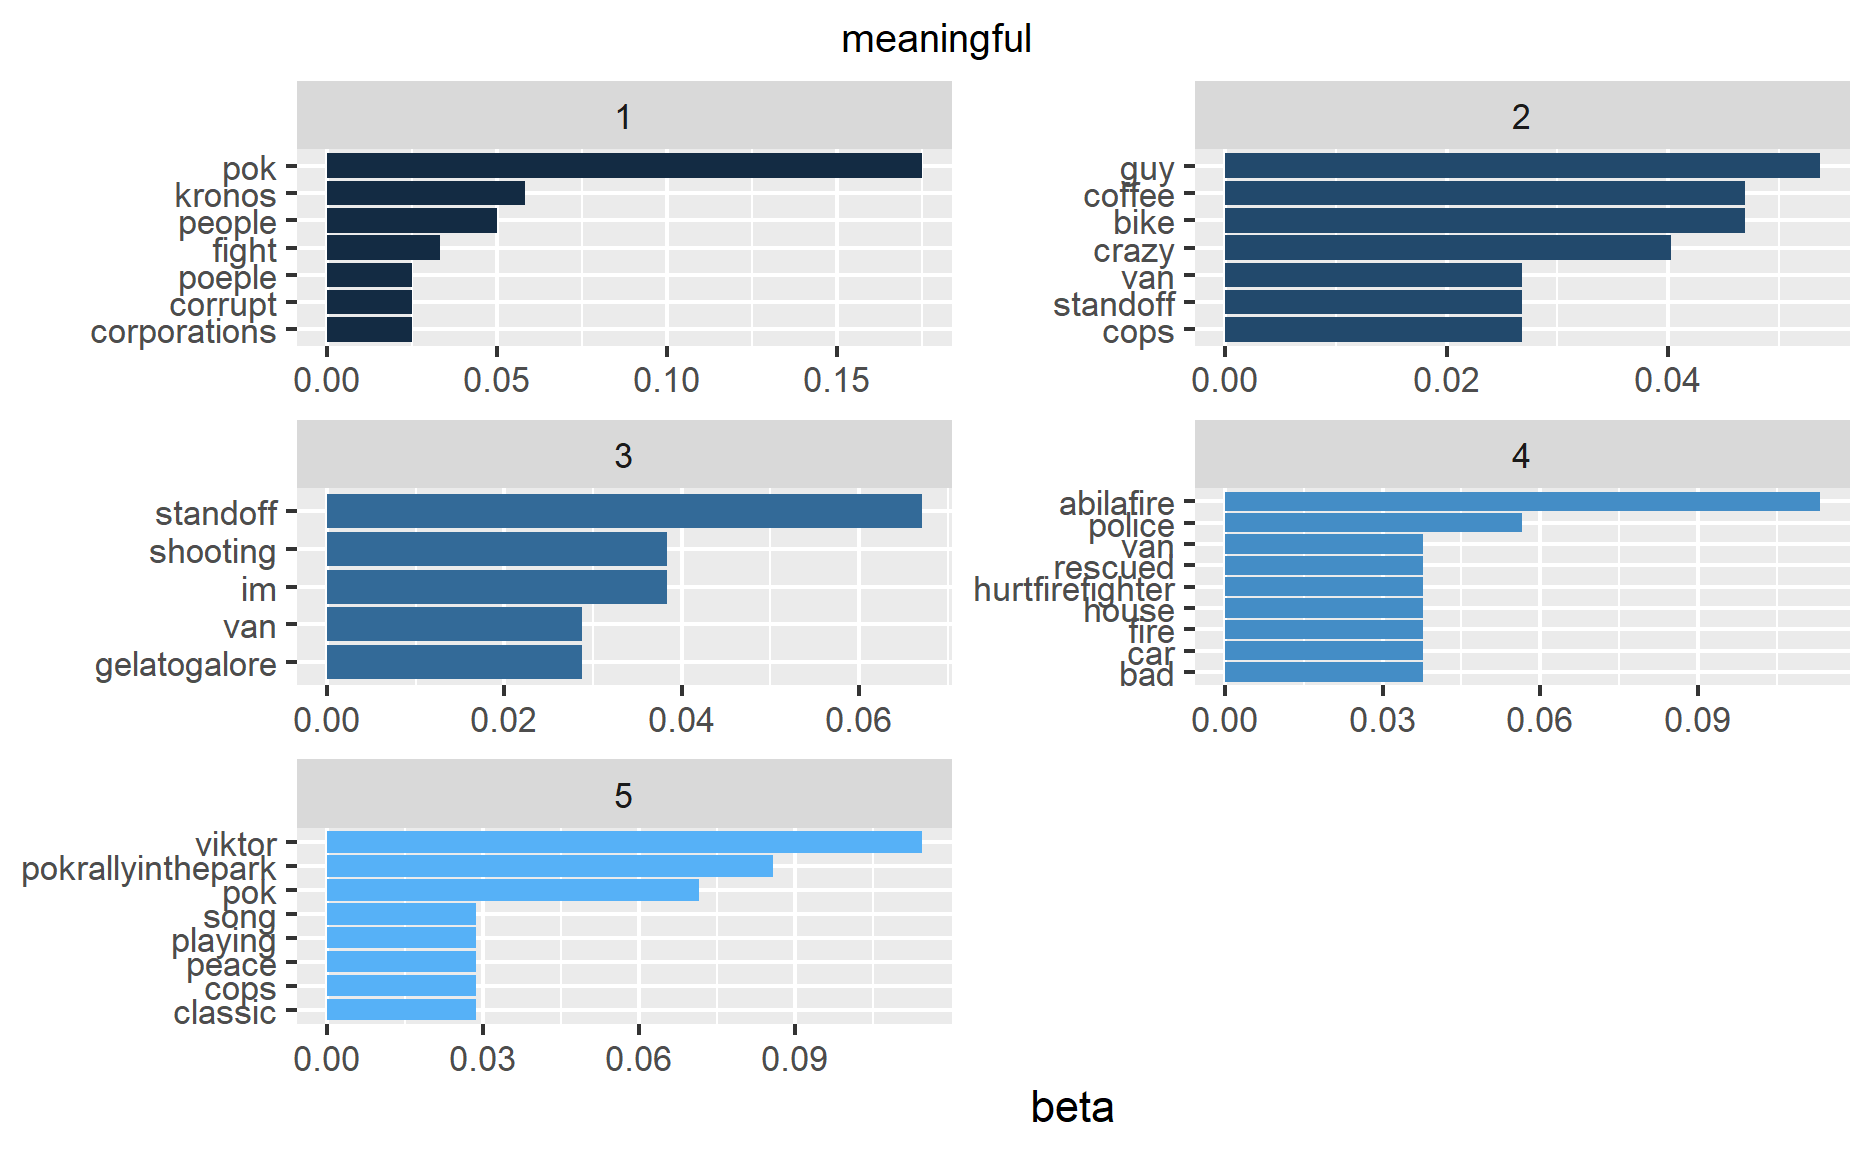 meaningful
1
pok
kronos
people
fight
poeple
corrupt
corporations
0.00 0.05 0.10 0.15
2
guy
coffee
bike
crazy
van
standoff
cops
0.00 0.02 0.04
3
standoff
shooting
im
van
gelatogalore
0.00 0.02 0.04 0.06
4
abilafire
police
van
rescued
hurtfirefighter
house
fire
car
bad
0.00 0.03 0.06 0.09
5
viktor
pokrallyinthepark
pok
song
playing
peace
cops
classic
0.00 0.03 0.06 0.09
beta